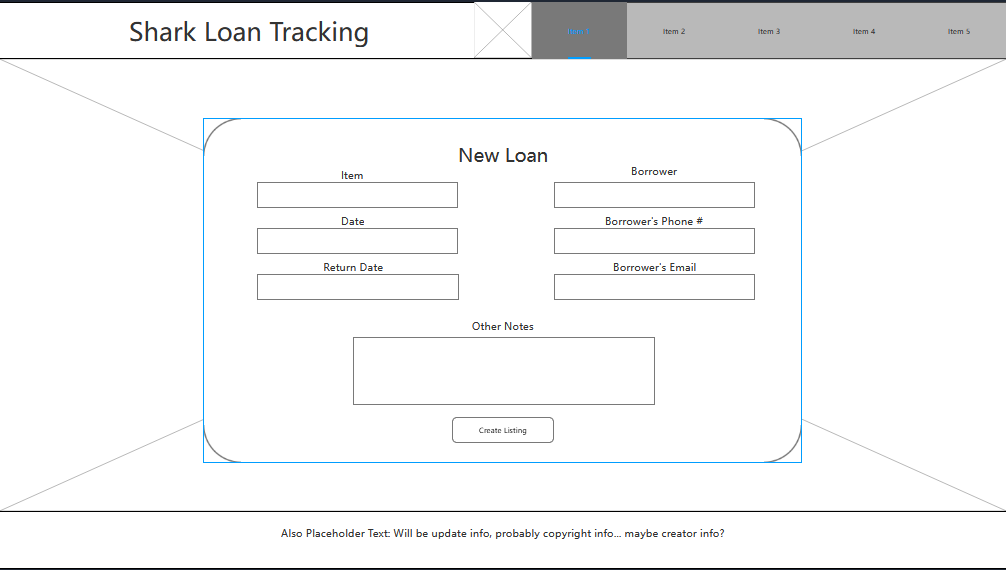 Shark Loan Tracking
Item 1
Item 2
Item 3
Item 4
Item 5
New Loan
Item
Borrower
Date
Borrower's Phone #
Return Date
Borrower's Email
Other Notes
Create Listing
Also Placeholder Text: Will be update info, probably copyright info... maybe creator info?